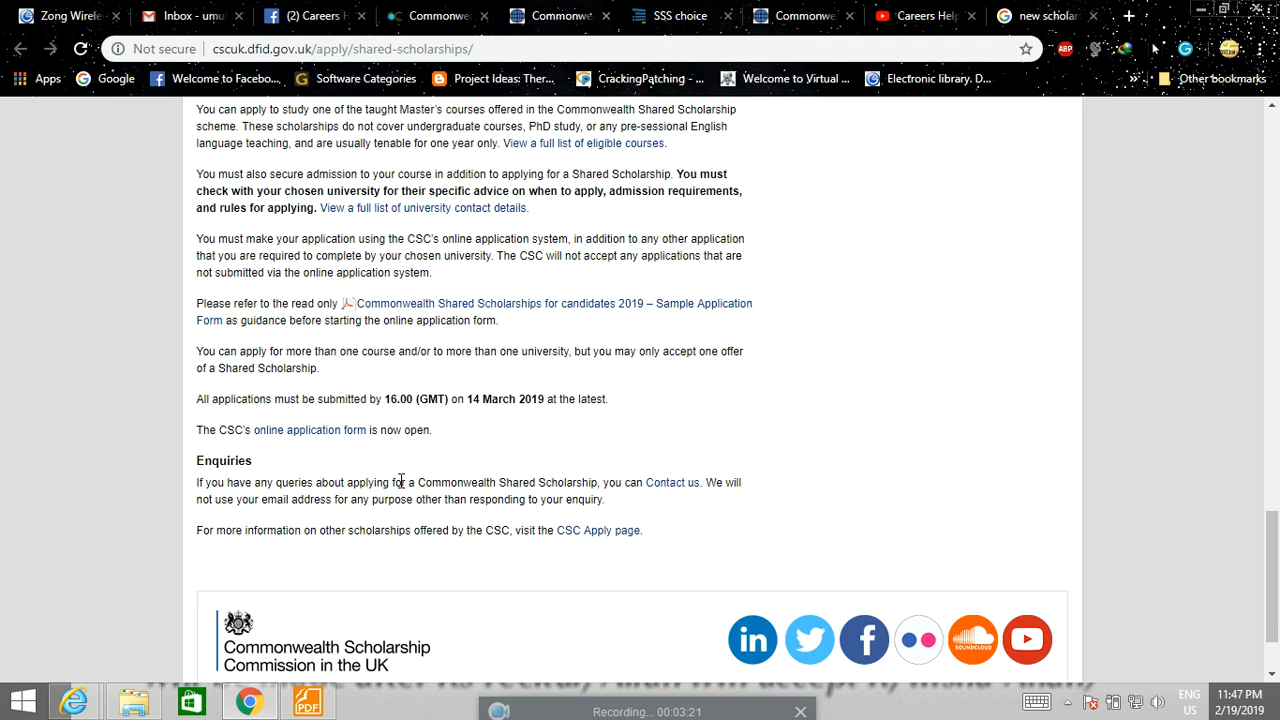 Zong Wirele
Inbox - umu
(2) Careers H
Commonwe
Commonwe
SSS choice
Commonwe
Careers Help
new scholar
Not secure
cscuk.dfid.gov.uk/apply/shared-scholarships/
Apps
Google
Welcome to Facebo...
Software Categories
Project Ideas: Ther...
CrackingPatching - ...
Welcome to Virtual ...
Electronic library. D...
Other bookmarks
You can apply to study one of the taught Master's courses offered in the Commonwealth Shared Scholarship
scheme. These scholarships do not cover undergraduate courses, PhD study, or any pre-sessional English
language teaching, and are usually tenable for one year only. View a full list of eligible courses.
You must also secure admission to your course in addition to applying for a Shared Scholarship. You must
check with your chosen university for their specific advice on when to apply, admission requirements,
and rules for applying. View a full list of university contact details.
You must make your application using the CSC's online application system, in addition to any other application
that you are required to complete by your chosen university. The CSC will not accept any applications that are
not submitted via the online application system.
Please refer to the read only Commonwealth Shared Scholarships for candidates 2019 – Sample Application
Form as guidance before starting the online application form.
You can apply for more than one course and/or to more than one university, but you may only accept one offer
of a Shared Scholarship.
All applications must be submitted by 16.00 (GMT) on 14 March 2019 at the latest.
The CSC's online application form is now open.
Enquiries
If you have any queries about applying for a Commonwealth Shared Scholarship, you can Contact us. We will
not use your email address for any purpose other than responding to your enquiry.
For more information on other scholarships offered by the CSC, visit the CSC Apply page.
Commonwealth Scholarship
Commission in the UK
SOUNDCLOUD
ENG
US
11:47 PM
2/19/2019
Recording... 00:03:21